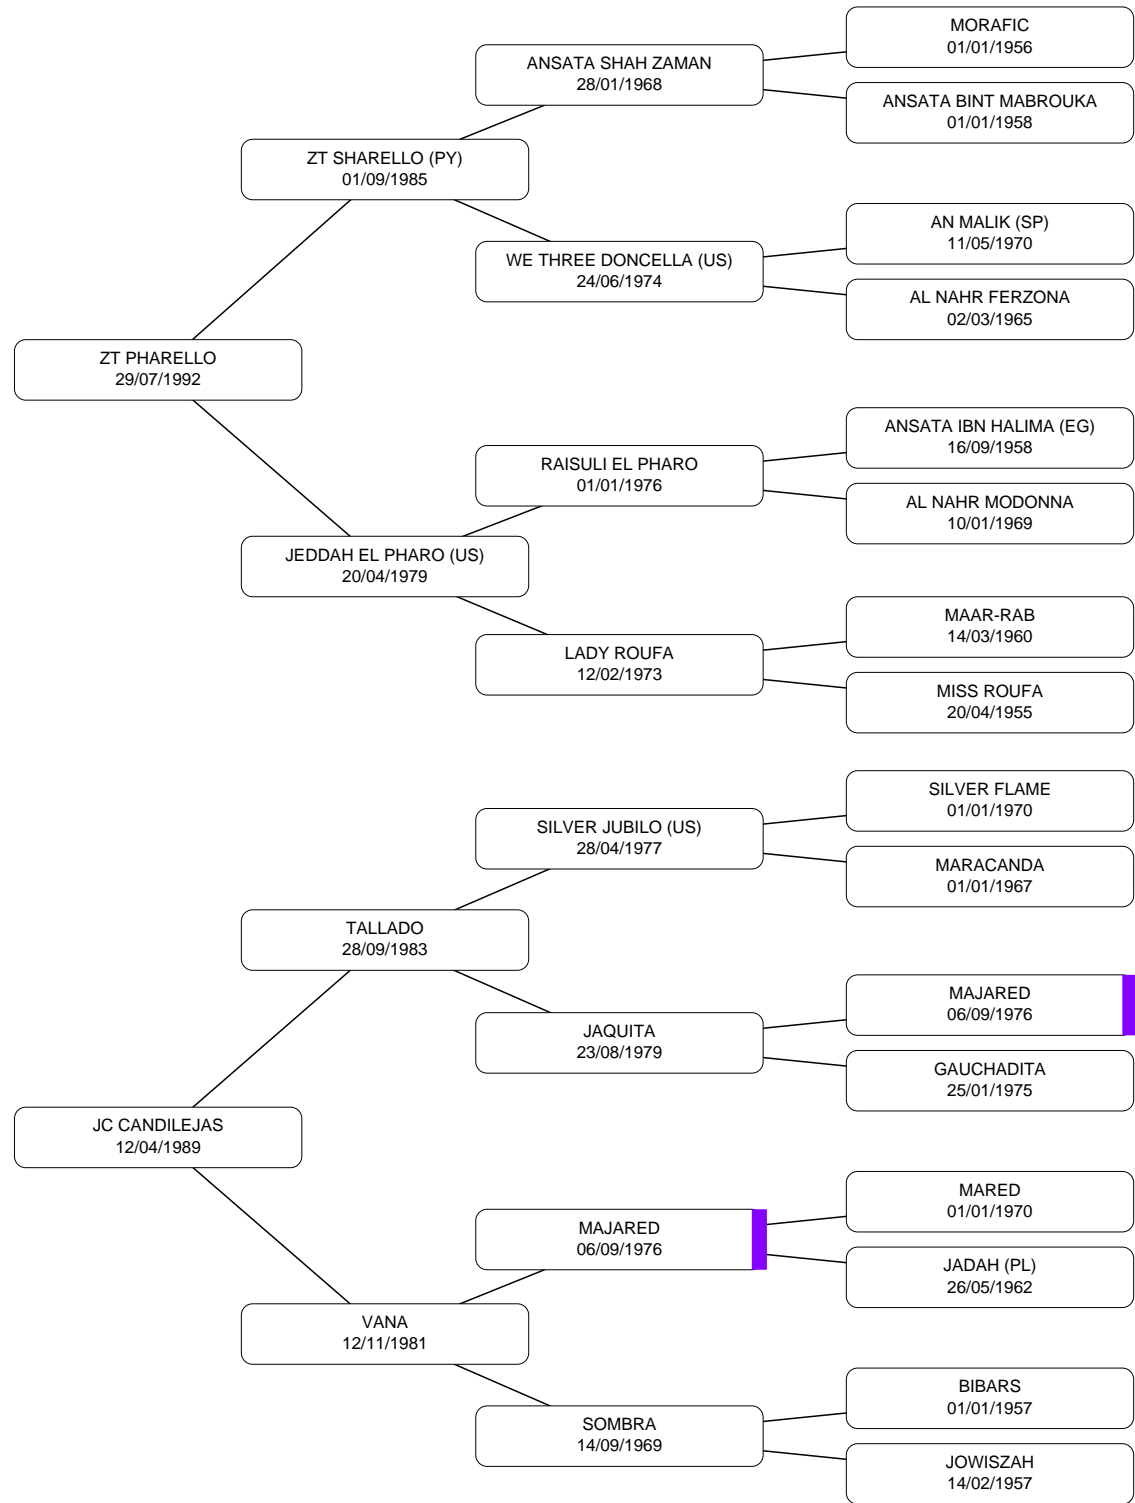 MORAFIC
01/01/1956
ANSATA SHAH ZAMAN
28/01/1968
ANSATA BINT MABROUKA
01/01/1958
ZT SHARELLO (PY)
01/09/1985
AN MALIK (SP)
11/05/1970
WE THREE DONCELLA (US)
24/06/1974
AL NAHR FERZONA
02/03/1965
ZT PHARELLO
29/07/1992
ANSATA IBN HALIMA (EG)
16/09/1958
RAISULI EL PHARO
01/01/1976
AL NAHR MODONNA
10/01/1969
JEDDAH EL PHARO (US)
20/04/1979
MAAR-RAB
14/03/1960
LADY ROUFA
12/02/1973
MISS ROUFA
20/04/1955
SILVER FLAME
01/01/1970
SILVER JUBILO (US)
28/04/1977
MARACANDA
01/01/1967
TALLADO
28/09/1983
MAJARED
06/09/1976
JAQUITA
23/08/1979
GAUCHADITA
25/01/1975
JC CANDILEJAS
12/04/1989
MARED
01/01/1970
MAJARED
06/09/1976
JADAH (PL)
26/05/1962
VANA
12/11/1981
BIBARS
01/01/1957
SOMBRA
14/09/1969
JOWISZAH
14/02/1957